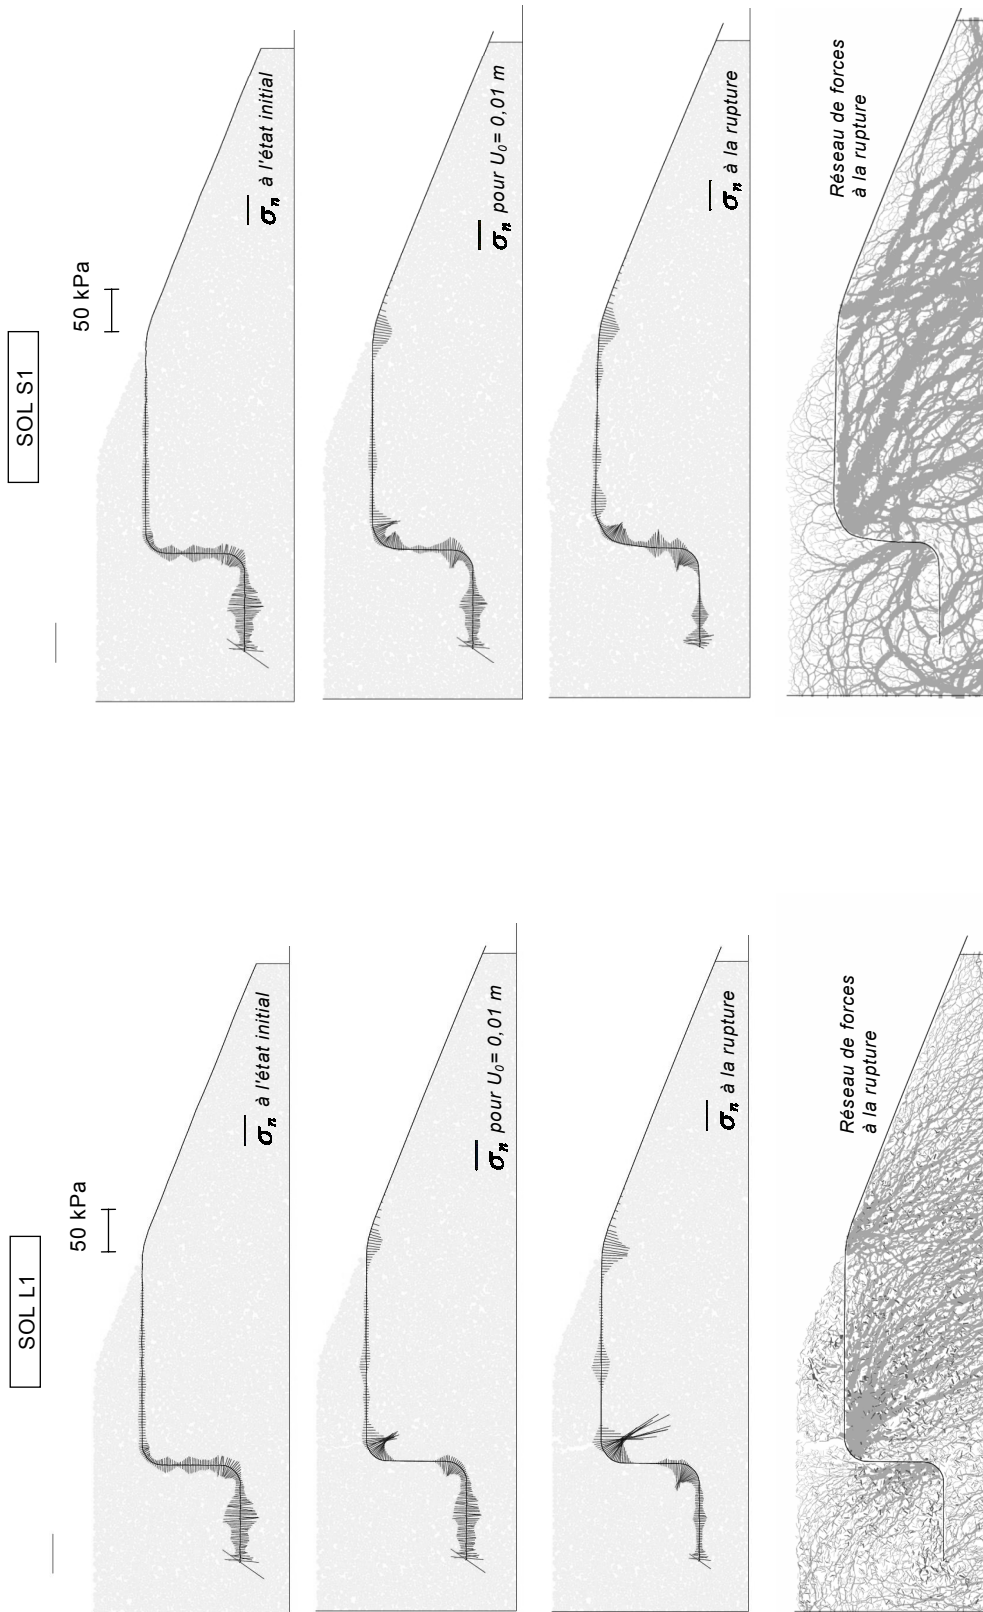 SOL L1
50 kPa
σn à l'état initial
σn pour U0= 0,01 m
σn à la rupture
Réseau de forces
à la rupture
SOL S1
50 kPa
σn à l'état initial
σn pour U0= 0,01 m
σn à la rupture
Réseau de forces
à la rupture